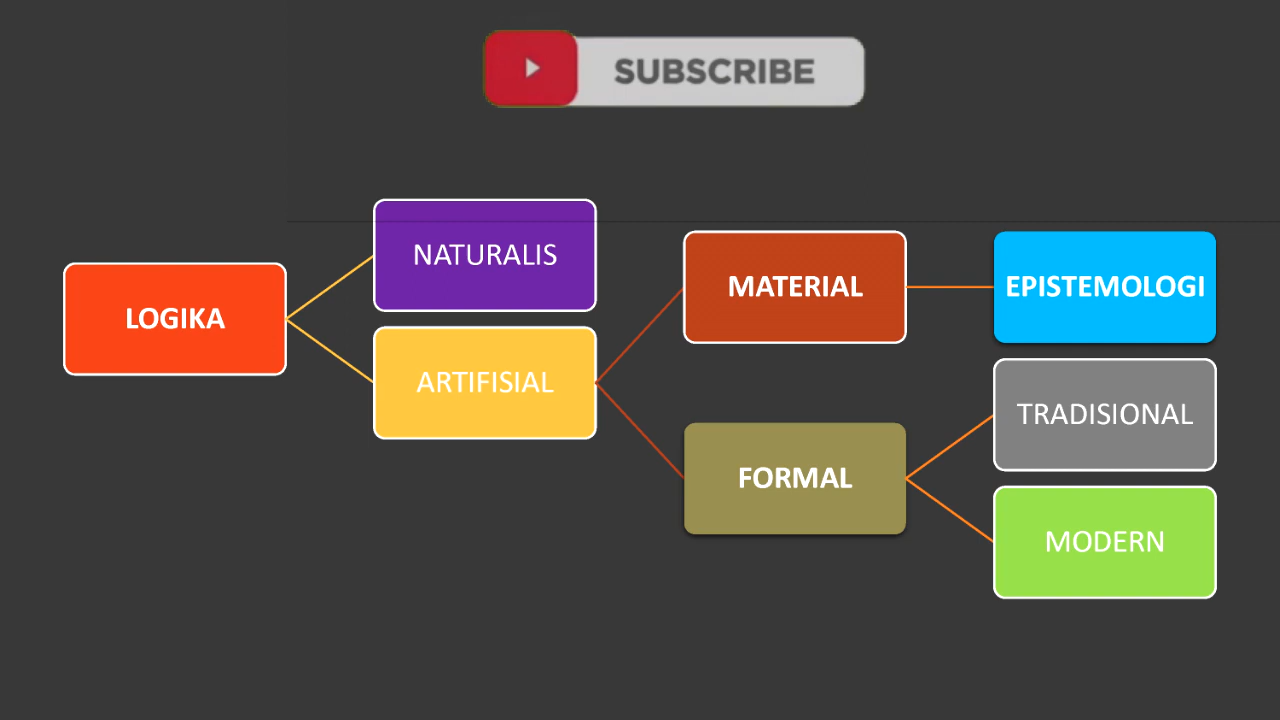 SUBSCRIBE
LOGIKA
NATURALIS
ARTIFISIAL
MATERIAL
FORMAL
EPISTEMOLOGI
TRADISIONAL
MODERN